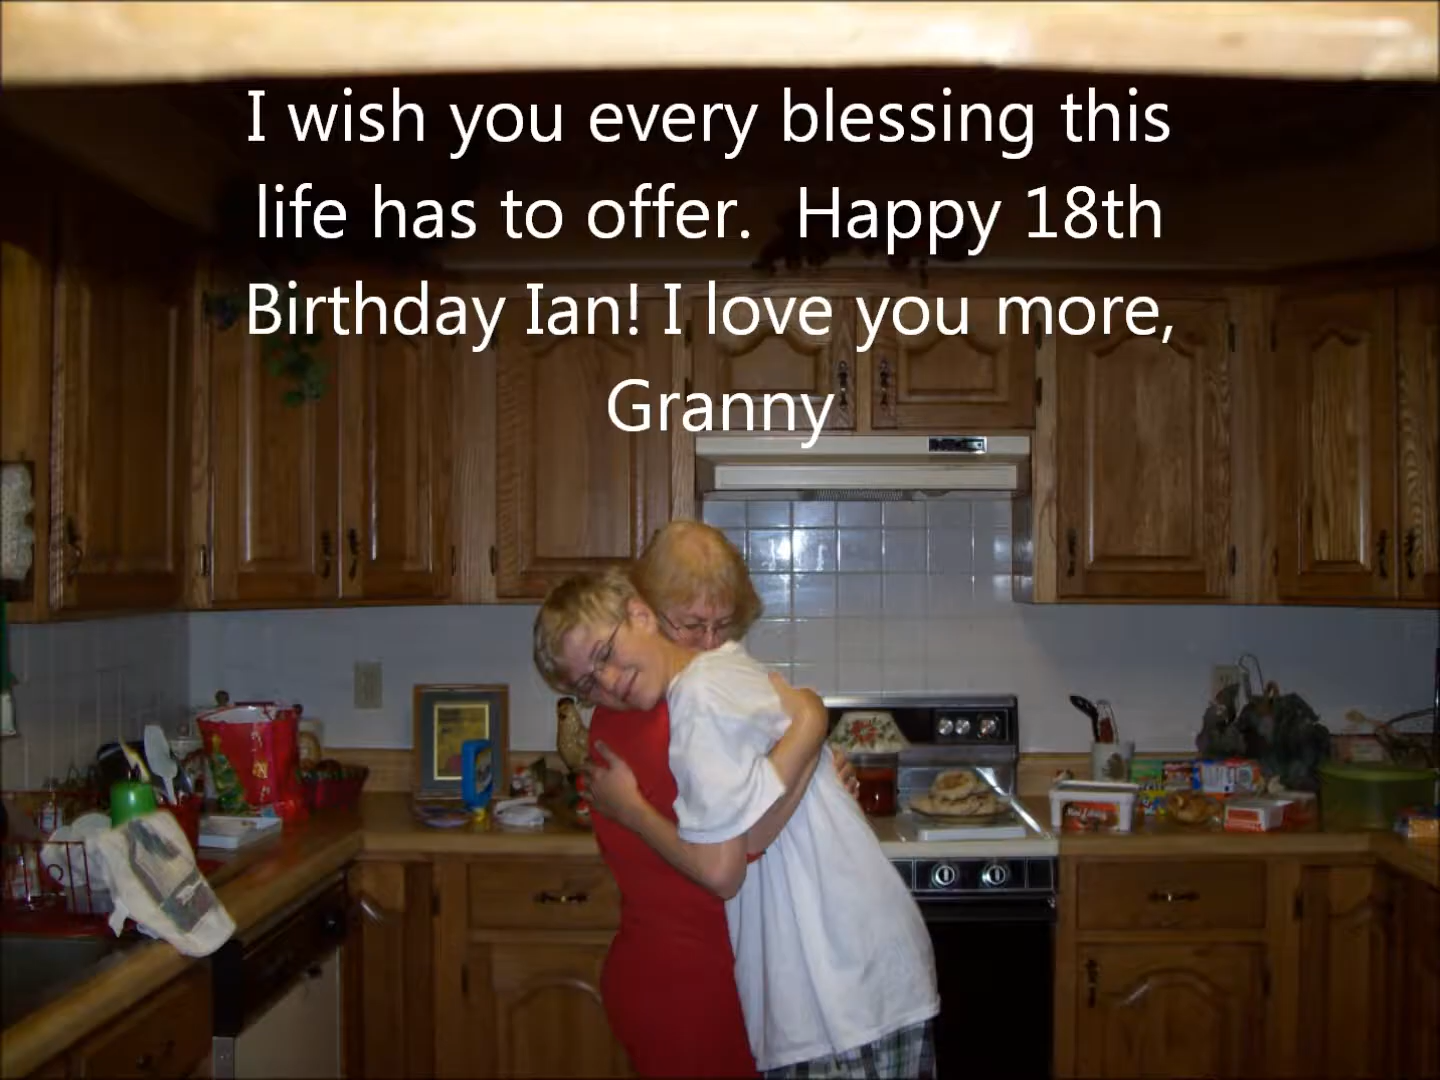 I wish you every blessing this
life has to offer.  Happy 18th
Birthday Ian! I love you more,
Granny